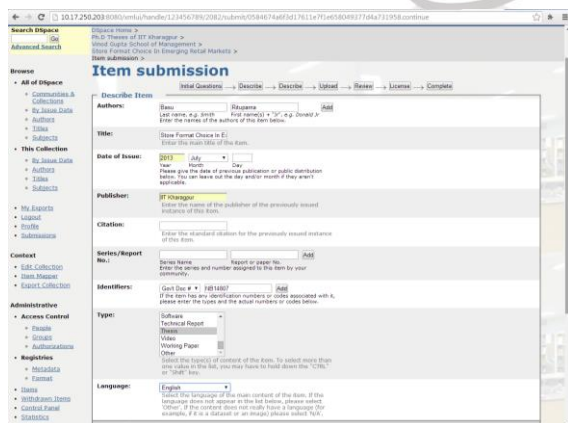 10.17.250.203:8080/xmlui/handle/123456789/2082/submit/0584674a6f3d17611e7f1e658049377d4a731958.continue
Search DSpace
Go
Advanced Search
Browse
All of DSpace
Communities & Collections
By Issue Date
Authors
Titles
Subjects
This Collection
By Issue Date
Authors
Titles
Subjects
My Exports
Logout
Profile
Submissions
Context
Edit Collection
Item Mapper
Export Collection
Administrative
Access Control
People
Groups
Authorizations
Registries
Metadata
Format
Items
Withdrawn Items
Control Panel
Statistics
DSpace Home >
Ph.D Theses of IIT Kharagpur >
Vinod Gupta School of Management >
Store Format Choice In Emerging Retail Markets >
Item submission >
Item submission
Initial Questions → Describe → Describe → Upload → Review → License → Complete
Describe Item
Authors:
Basu Rituparna Add
Last name, e.g. Smith First name(s) + "Jr", e.g. Donald Jr
Enter the names of the authors of this item below.
Title:
Store Format Choice In E
Enter the main title of the item.
Date of Issue:
2013 July
Year Month Day
Please give the date of previous publication or public distribution
below. You can leave out the day and/or month if they aren't
applicable.
Publisher:
IIT Kharagpur
Enter the name of the publisher of the previously issued
instance of this item.
Citation:
Enter the standard citation for the previously issued instance
of this item.
Series/Report No.:
Add
Series Name Report or paper No.
Enter the series and number assigned to this item by your
community.
Identifiers:
Gov't Doc # NB14807 Add
If the item has any identification numbers or codes associated with it,
please enter the types and the actual numbers or codes below.
Type:
Software
Technical Report
Thesis
Video
Working Paper
Other
Select the type(s) of content of the item. To select more than
one value in the list, you may have to hold down the "CTRL"
or "Shift" key.
Language:
English
Select the language of the main content of the item. If the
language does not appear in the list below, please select
'Other'. If the content does not really have a language (for
example, if it is a dataset or an image) please select 'N/A'.